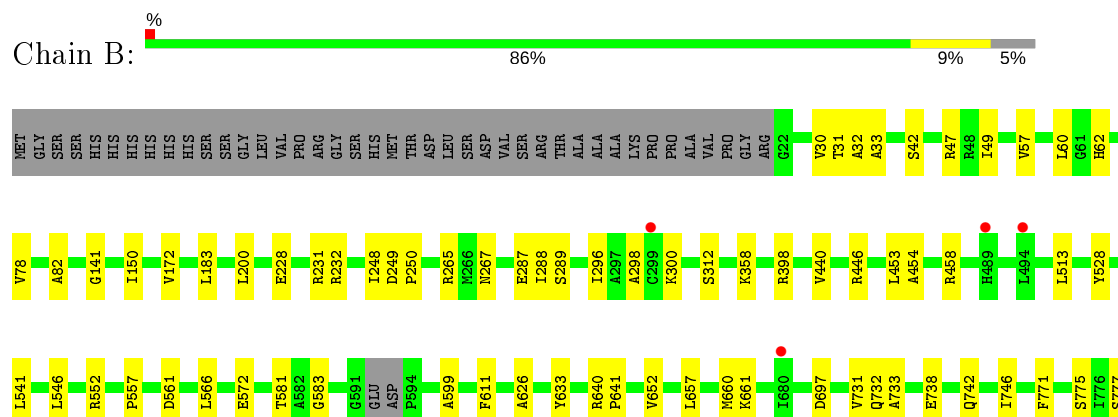 %
Chain B:
86% 9% 5%
MET GLY SER SER HIS HIS HIS HIS HIS HIS SER SER GLY LEU VAL PRO ARG GLY SER HIS MET THR ASP LEU SER ASP VAL SER ARG THR ALA ALA ALA LYS PRO PRO ALA VAL PRO GLY ARG G22 V30 T31 A32 A33 S42 R47 R48 I49 V57 L60 G61 H62
V78 A82 G141 I150 V172 L183 L200 E228 R231 R232 I248 D249 P250 R265 M266 N267 E287 I288 S289 I296 A297 A298 C299 K300 S312 K358 R398 V440 R446 L453 A454 R458 H489 L494 L513 Y528
L541 L546 R552 P557 D561 L566 E572 T581 A582 G583 G591 GLU ASP P594 A599 F611 A626 Y633 R640 P641 V652 L657 M660 K661 I680 D697 V731 Q732 A733 E738 Q742 I746 F771 S775 I776 I777